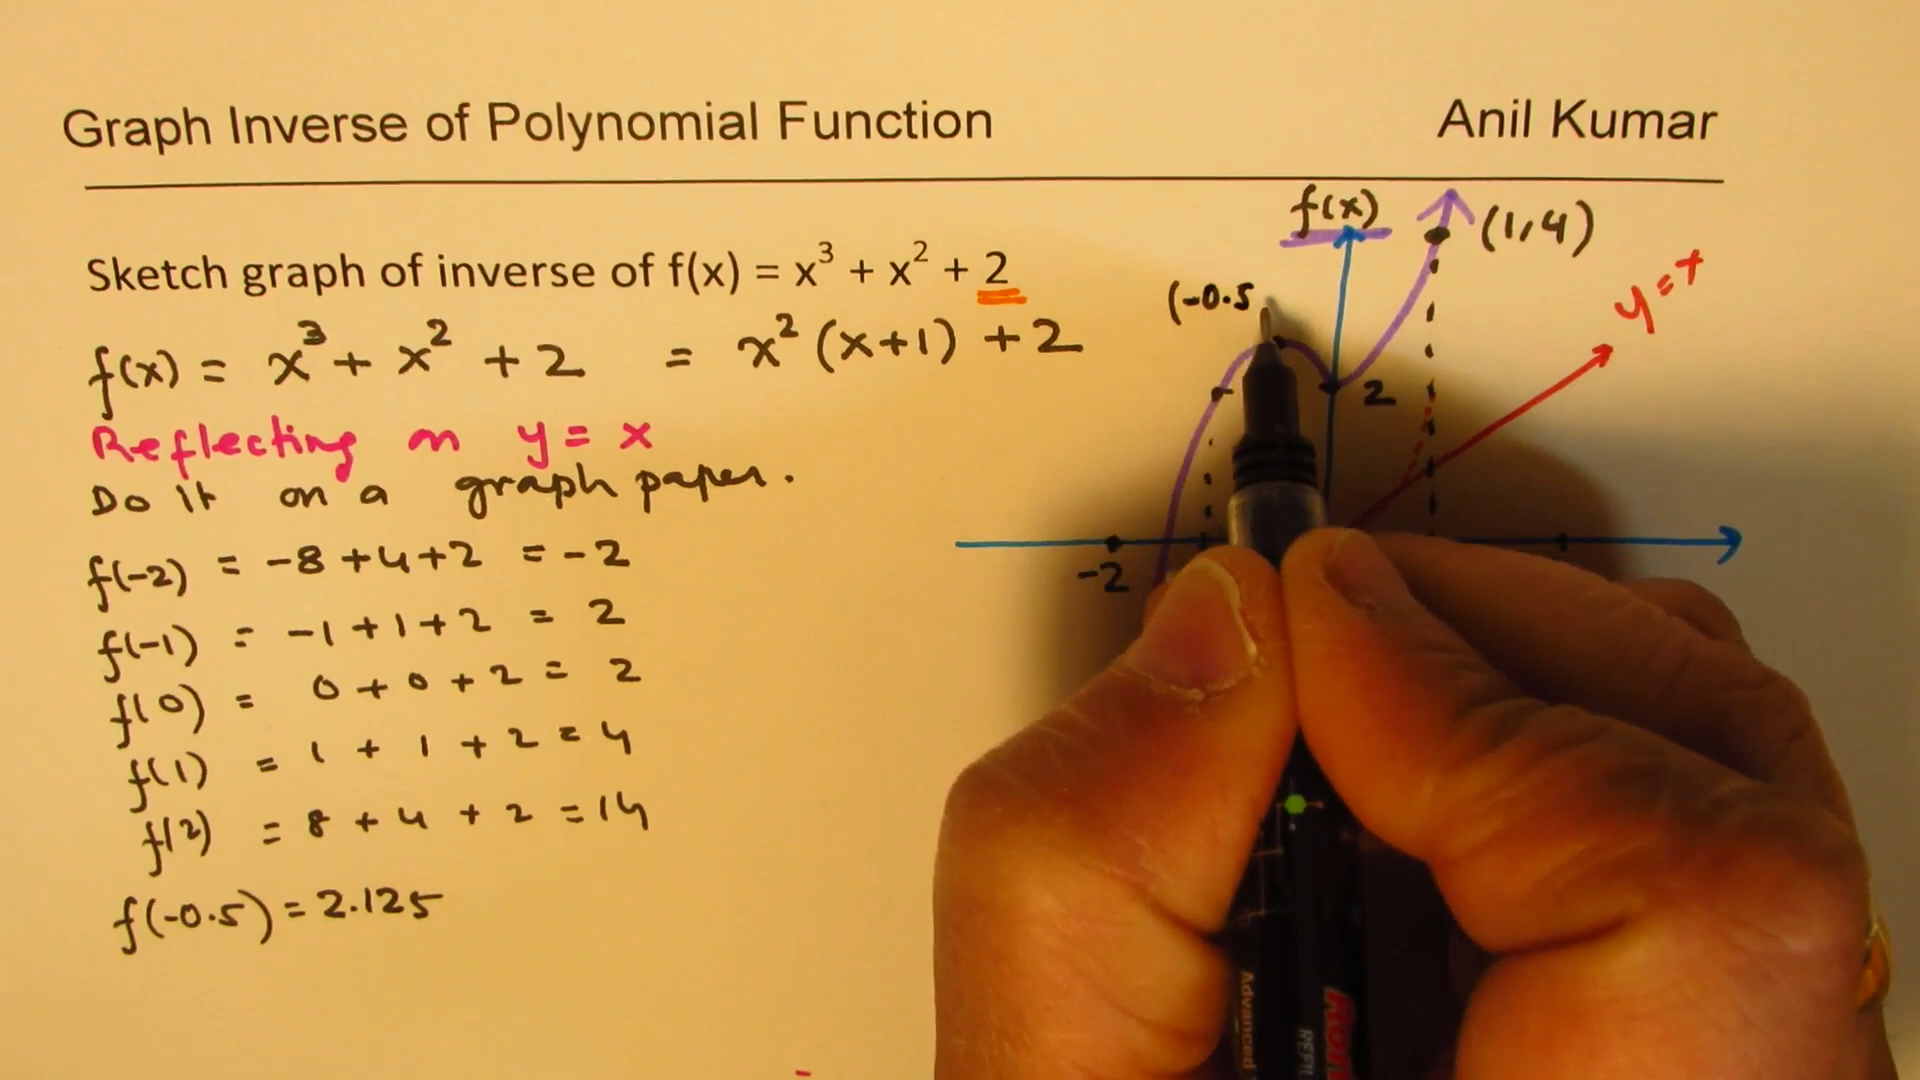 Graph Inverse of Polynomial Function
Anil Kumar
Sketch graph of inverse of f(x) = x³ + x² + 2
f(x) = x³ + x² + 2 = x² (x+1) + 2
Reflecting on y = x
Do it on a graph paper.
f(-2) = -8 + 4 + 2 = -2
f(-1) = -1 + 1 + 2 = 2
f(0) = 0 + 0 + 2 = 2
f(1) = 1 + 1 + 2 = 4
f(2) = 8 + 4 + 2 = 14
f(-0.5) = 2.125
f(x)
(1,4)
(-0.5
y = x
2
-2
Advanced